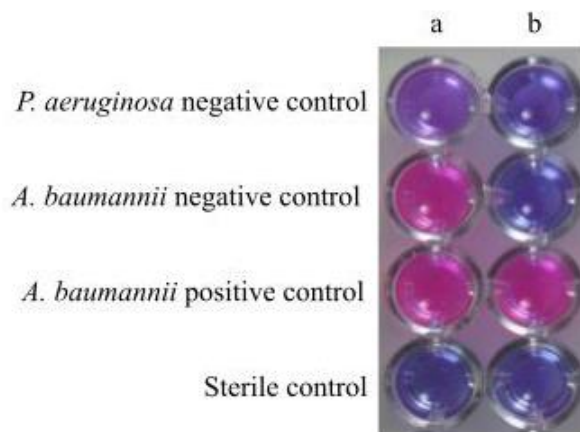 a b
P. aeruginosa negative control
A. baumannii negative control
A. baumannii positive control
Sterile control